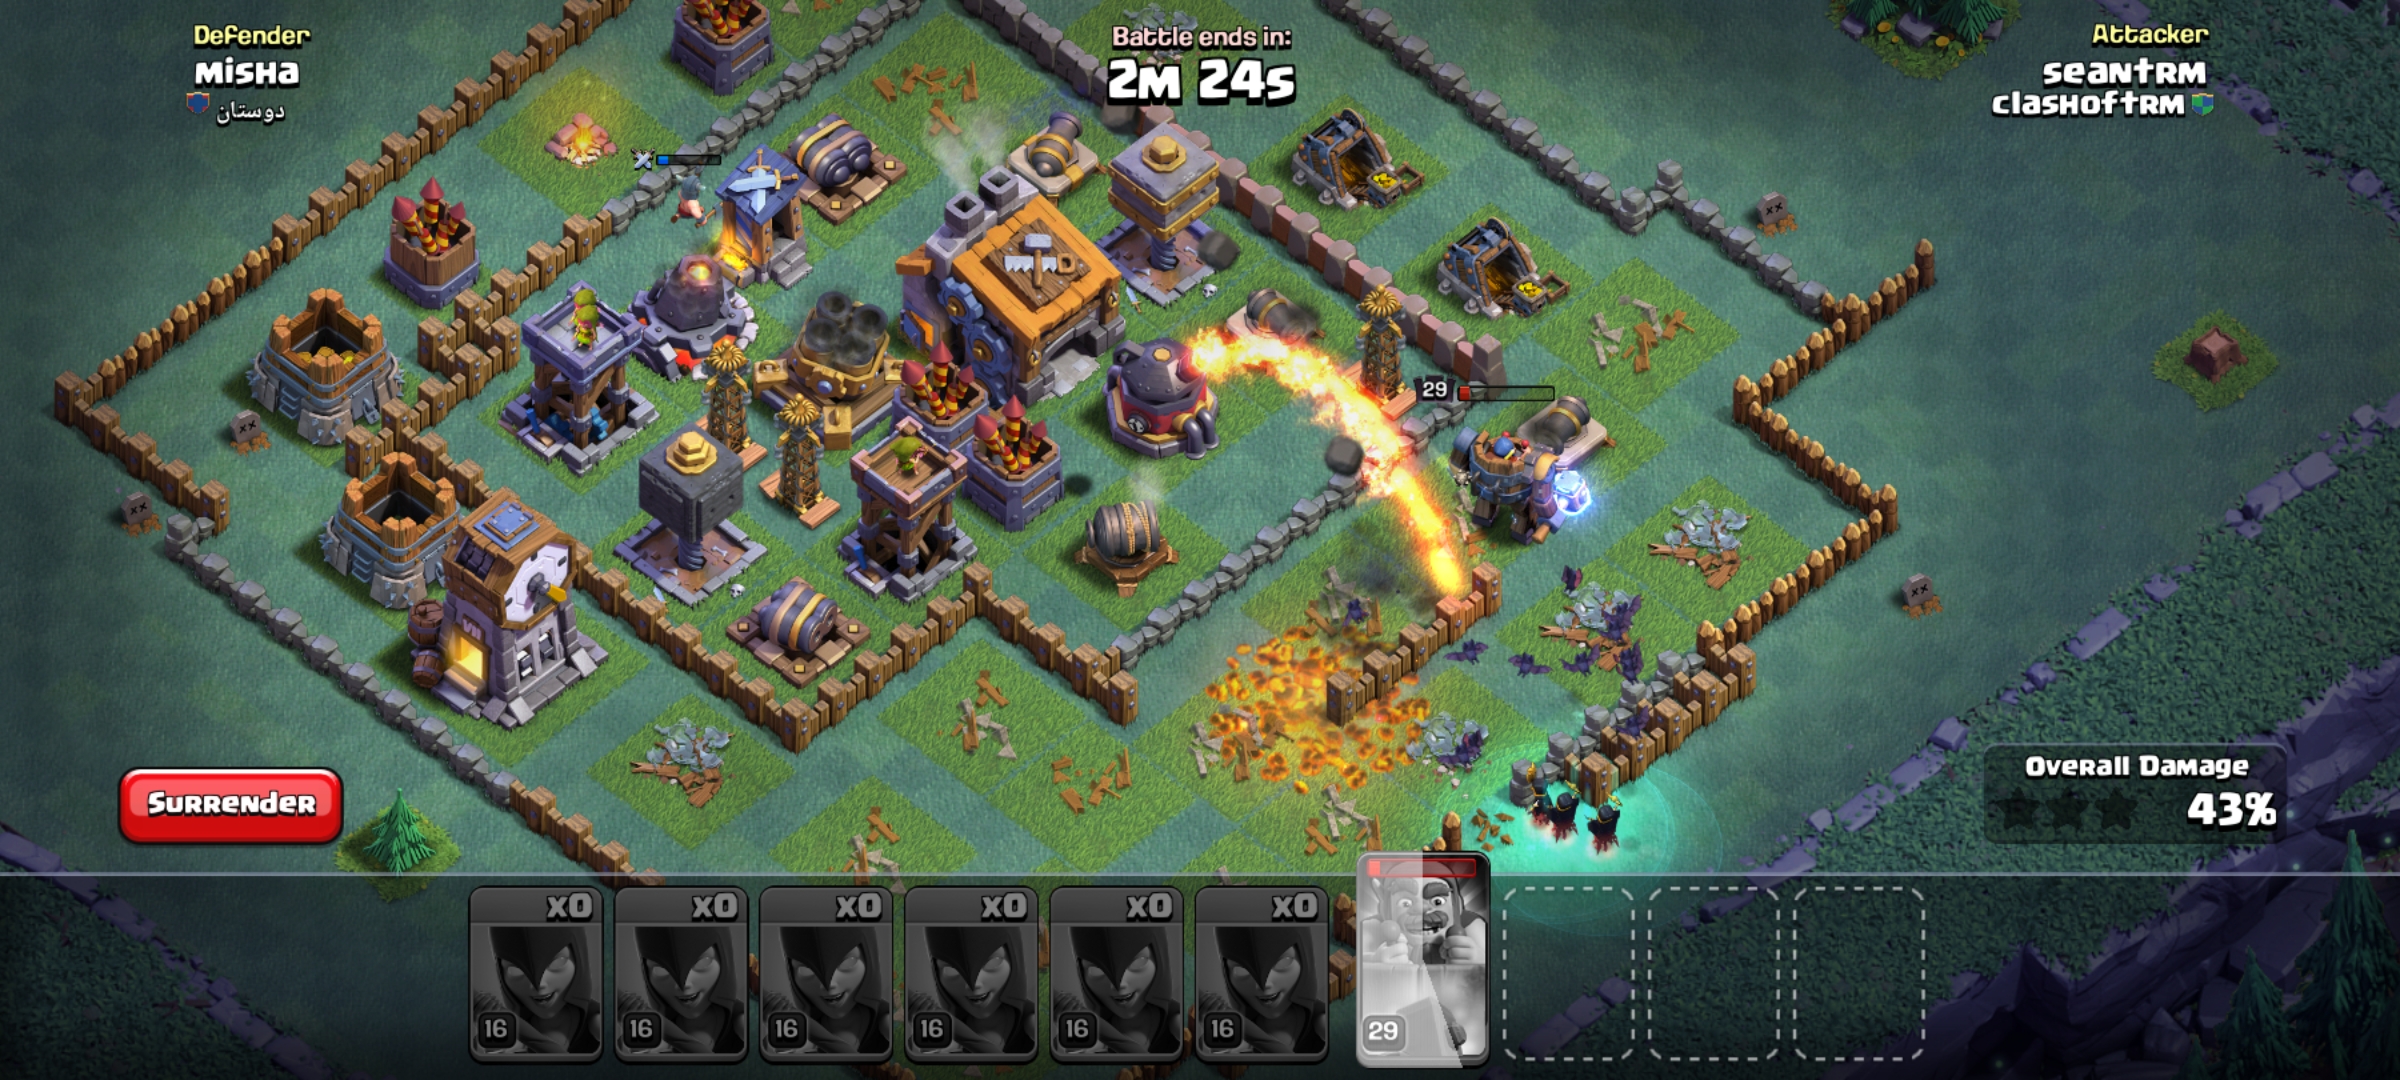 Defender
Misha
دوستان
Battle ends in:
2M 24s
Attacker
seantRM
clashoftRM
29
VII
Surrender
Overall Damage
43%
x0
x0
x0
x0
x0
x0
16
16
16
16
16
16
29